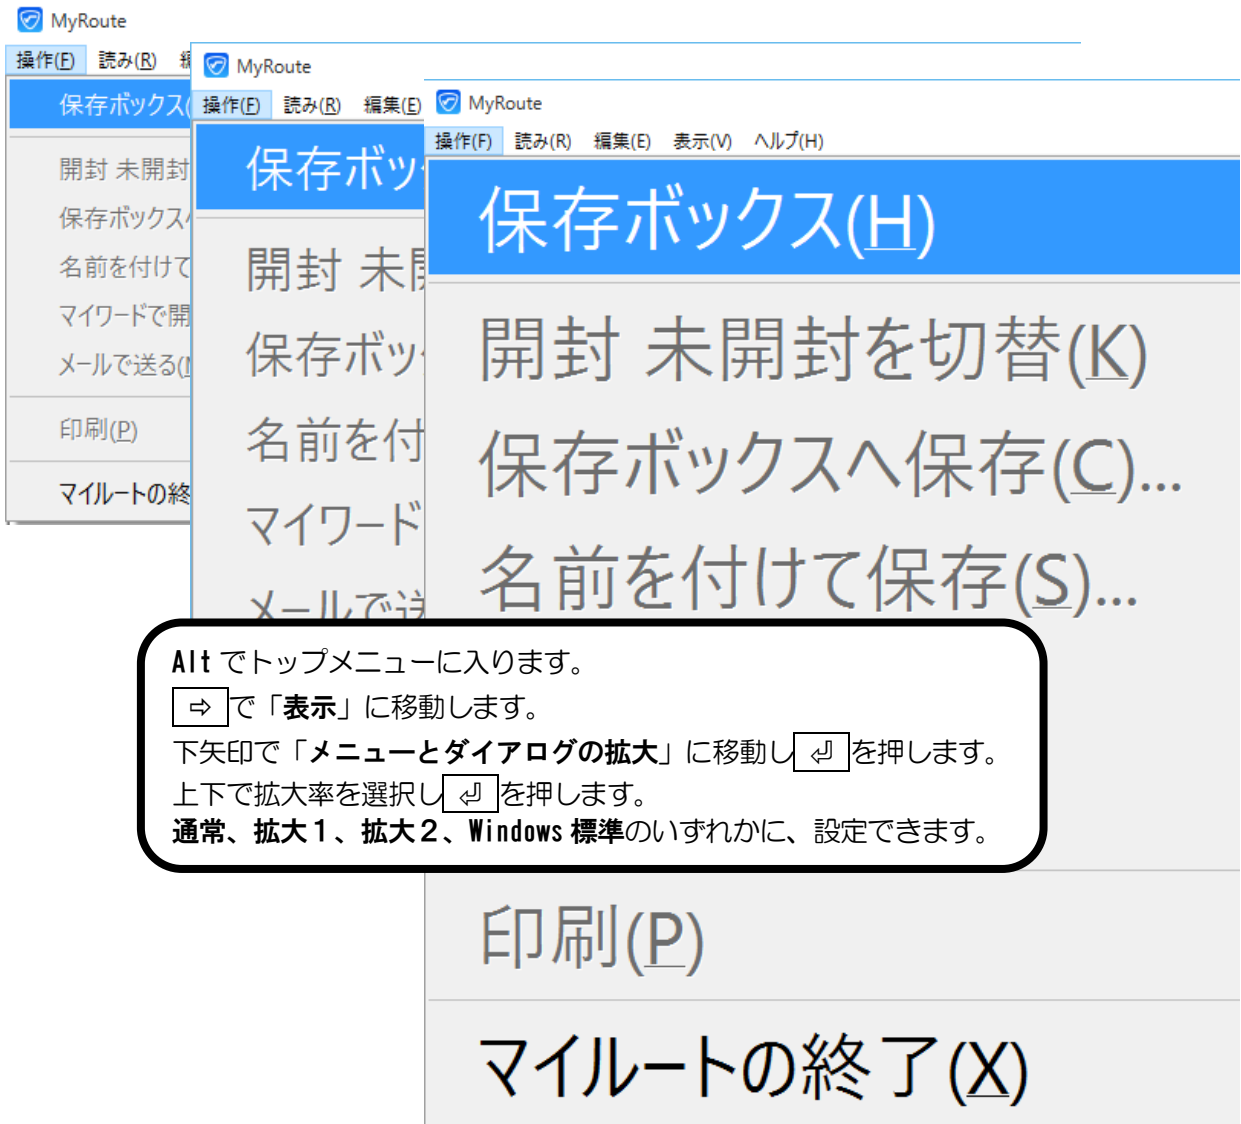 MyRoute
操作(F) 読み(R)
保存ボックス(
開封 未開封
保存ボックスへ
名前を付けて
マイワードで開
メールで送る(
印刷(P)
マイルートの終
MyRoute
操作(F) 読み(R) 編集(E)
保存ボッ
開封 未
保存ボッ
名前を付
マイワード
メールで送
MyRoute
操作(F) 読み(R) 編集(E) 表示(V) ヘルプ(H)
保存ボックス(H)
開封 未開封を切替(K)
保存ボックスへ保存(C)...
名前を付けて保存(S)...
印刷(P)
マイルートの終了(X)
Alt でトップメニューに入ります。
⇨ で「表示」に移動します。
下矢印で「メニューとダイアログの拡大」に移動し ⏎ を押します。
上下で拡大率を選択し ⏎ を押します。
通常、拡大１、拡大２、Windows 標準のいずれかに、設定できます。